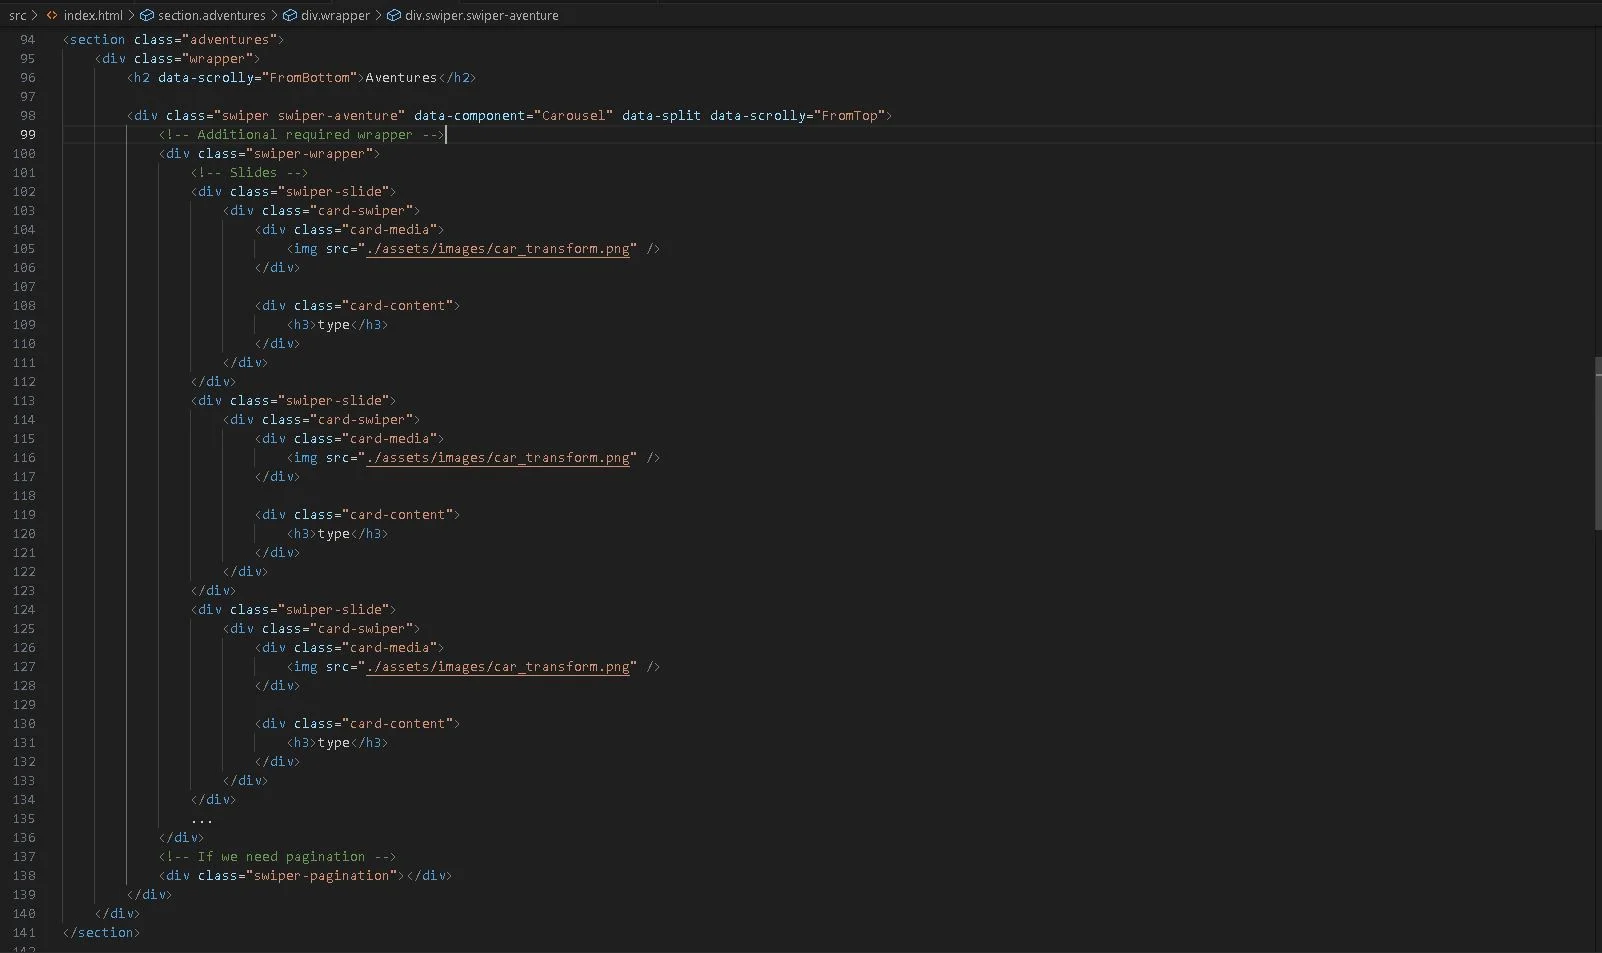 src > index.html > section.adventures > div.wrapper > div.swiper.swiper-aventure
94 <section class="adventures">
95 <div class="wrapper">
96 <h2 data-scrolly="FromBottom">Aventures</h2>
97
98 <div class="swiper swiper-aventure" data-component="Carousel" data-split data-scrolly="FromTop">
99 <!-- Additional required wrapper -->
100 <div class="swiper-wrapper">
101 <!-- Slides -->
102 <div class="swiper-slide">
103 <div class="card-swiper">
104 <div class="card-media">
105 <img src="./assets/images/car_transform.png" />
106 </div>
107
108 <div class="card-content">
109 <h3>type</h3>
110 </div>
111 </div>
112 </div>
113 <div class="swiper-slide">
114 <div class="card-swiper">
115 <div class="card-media">
116 <img src="./assets/images/car_transform.png" />
117 </div>
118
119 <div class="card-content">
120 <h3>type</h3>
121 </div>
122 </div>
123 </div>
124 <div class="swiper-slide">
125 <div class="card-swiper">
126 <div class="card-media">
127 <img src="./assets/images/car_transform.png" />
128 </div>
129
130 <div class="card-content">
131 <h3>type</h3>
132 </div>
133 </div>
134 </div>
135 ...
136 </div>
137 <!-- If we need pagination -->
138 <div class="swiper-pagination"></div>
139 </div>
140 </div>
141 </section>
142